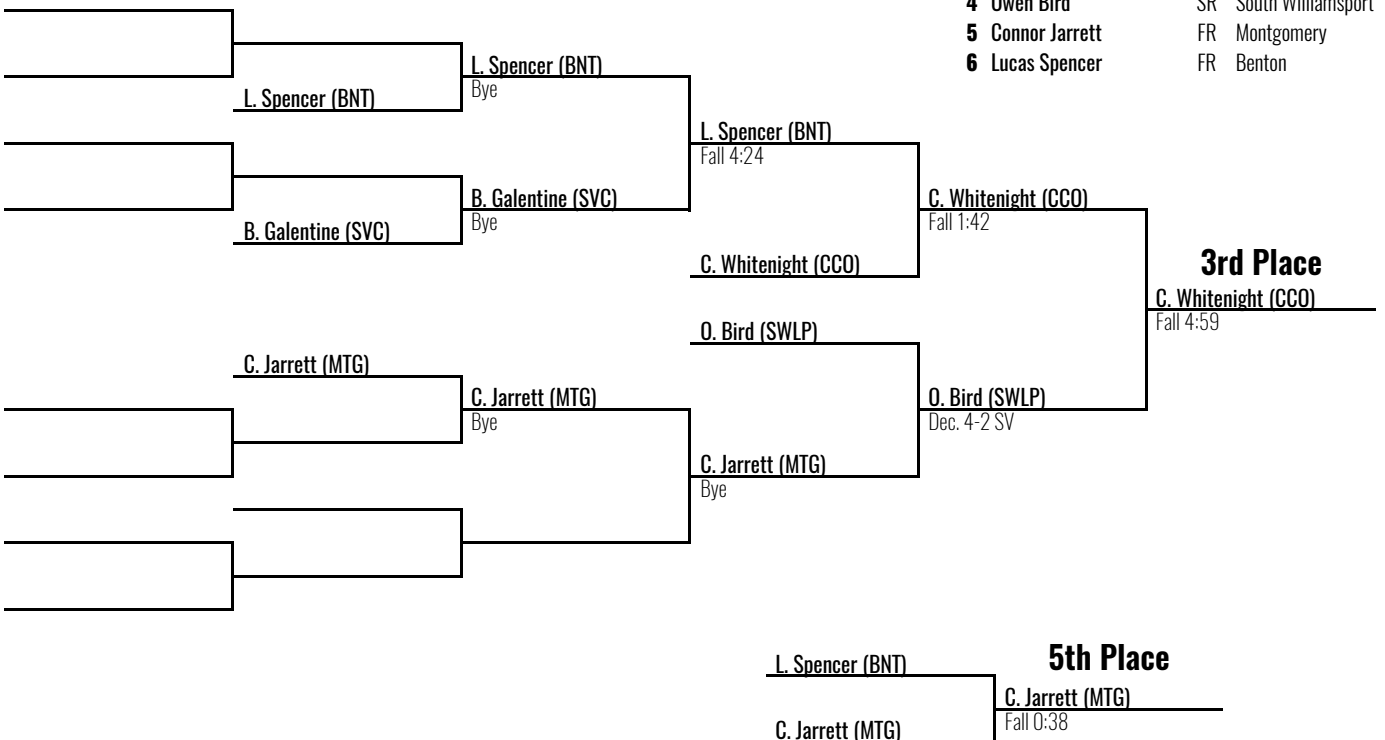 4 Owen Bird SR South Williamsport
5 Connor Jarrett FR Montgomery
6 Lucas Spencer FR Benton
L. Spencer (BNT)
Bye
L. Spencer (BNT)
L. Spencer (BNT)
Fall 4:24
B. Galentine (SVC)
Bye
B. Galentine (SVC)
C. Whitenight (CCO)
Fall 1:42
C. Whitenight (CCO)
3rd Place
C. Whitenight (CCO)
Fall 4:59
O. Bird (SWLP)
C. Jarrett (MTG)
C. Jarrett (MTG)
Bye
O. Bird (SWLP)
Dec. 4-2 SV
C. Jarrett (MTG)
Bye
5th Place
L. Spencer (BNT)
C. Jarrett (MTG)
Fall 0:38
C. Jarrett (MTG)